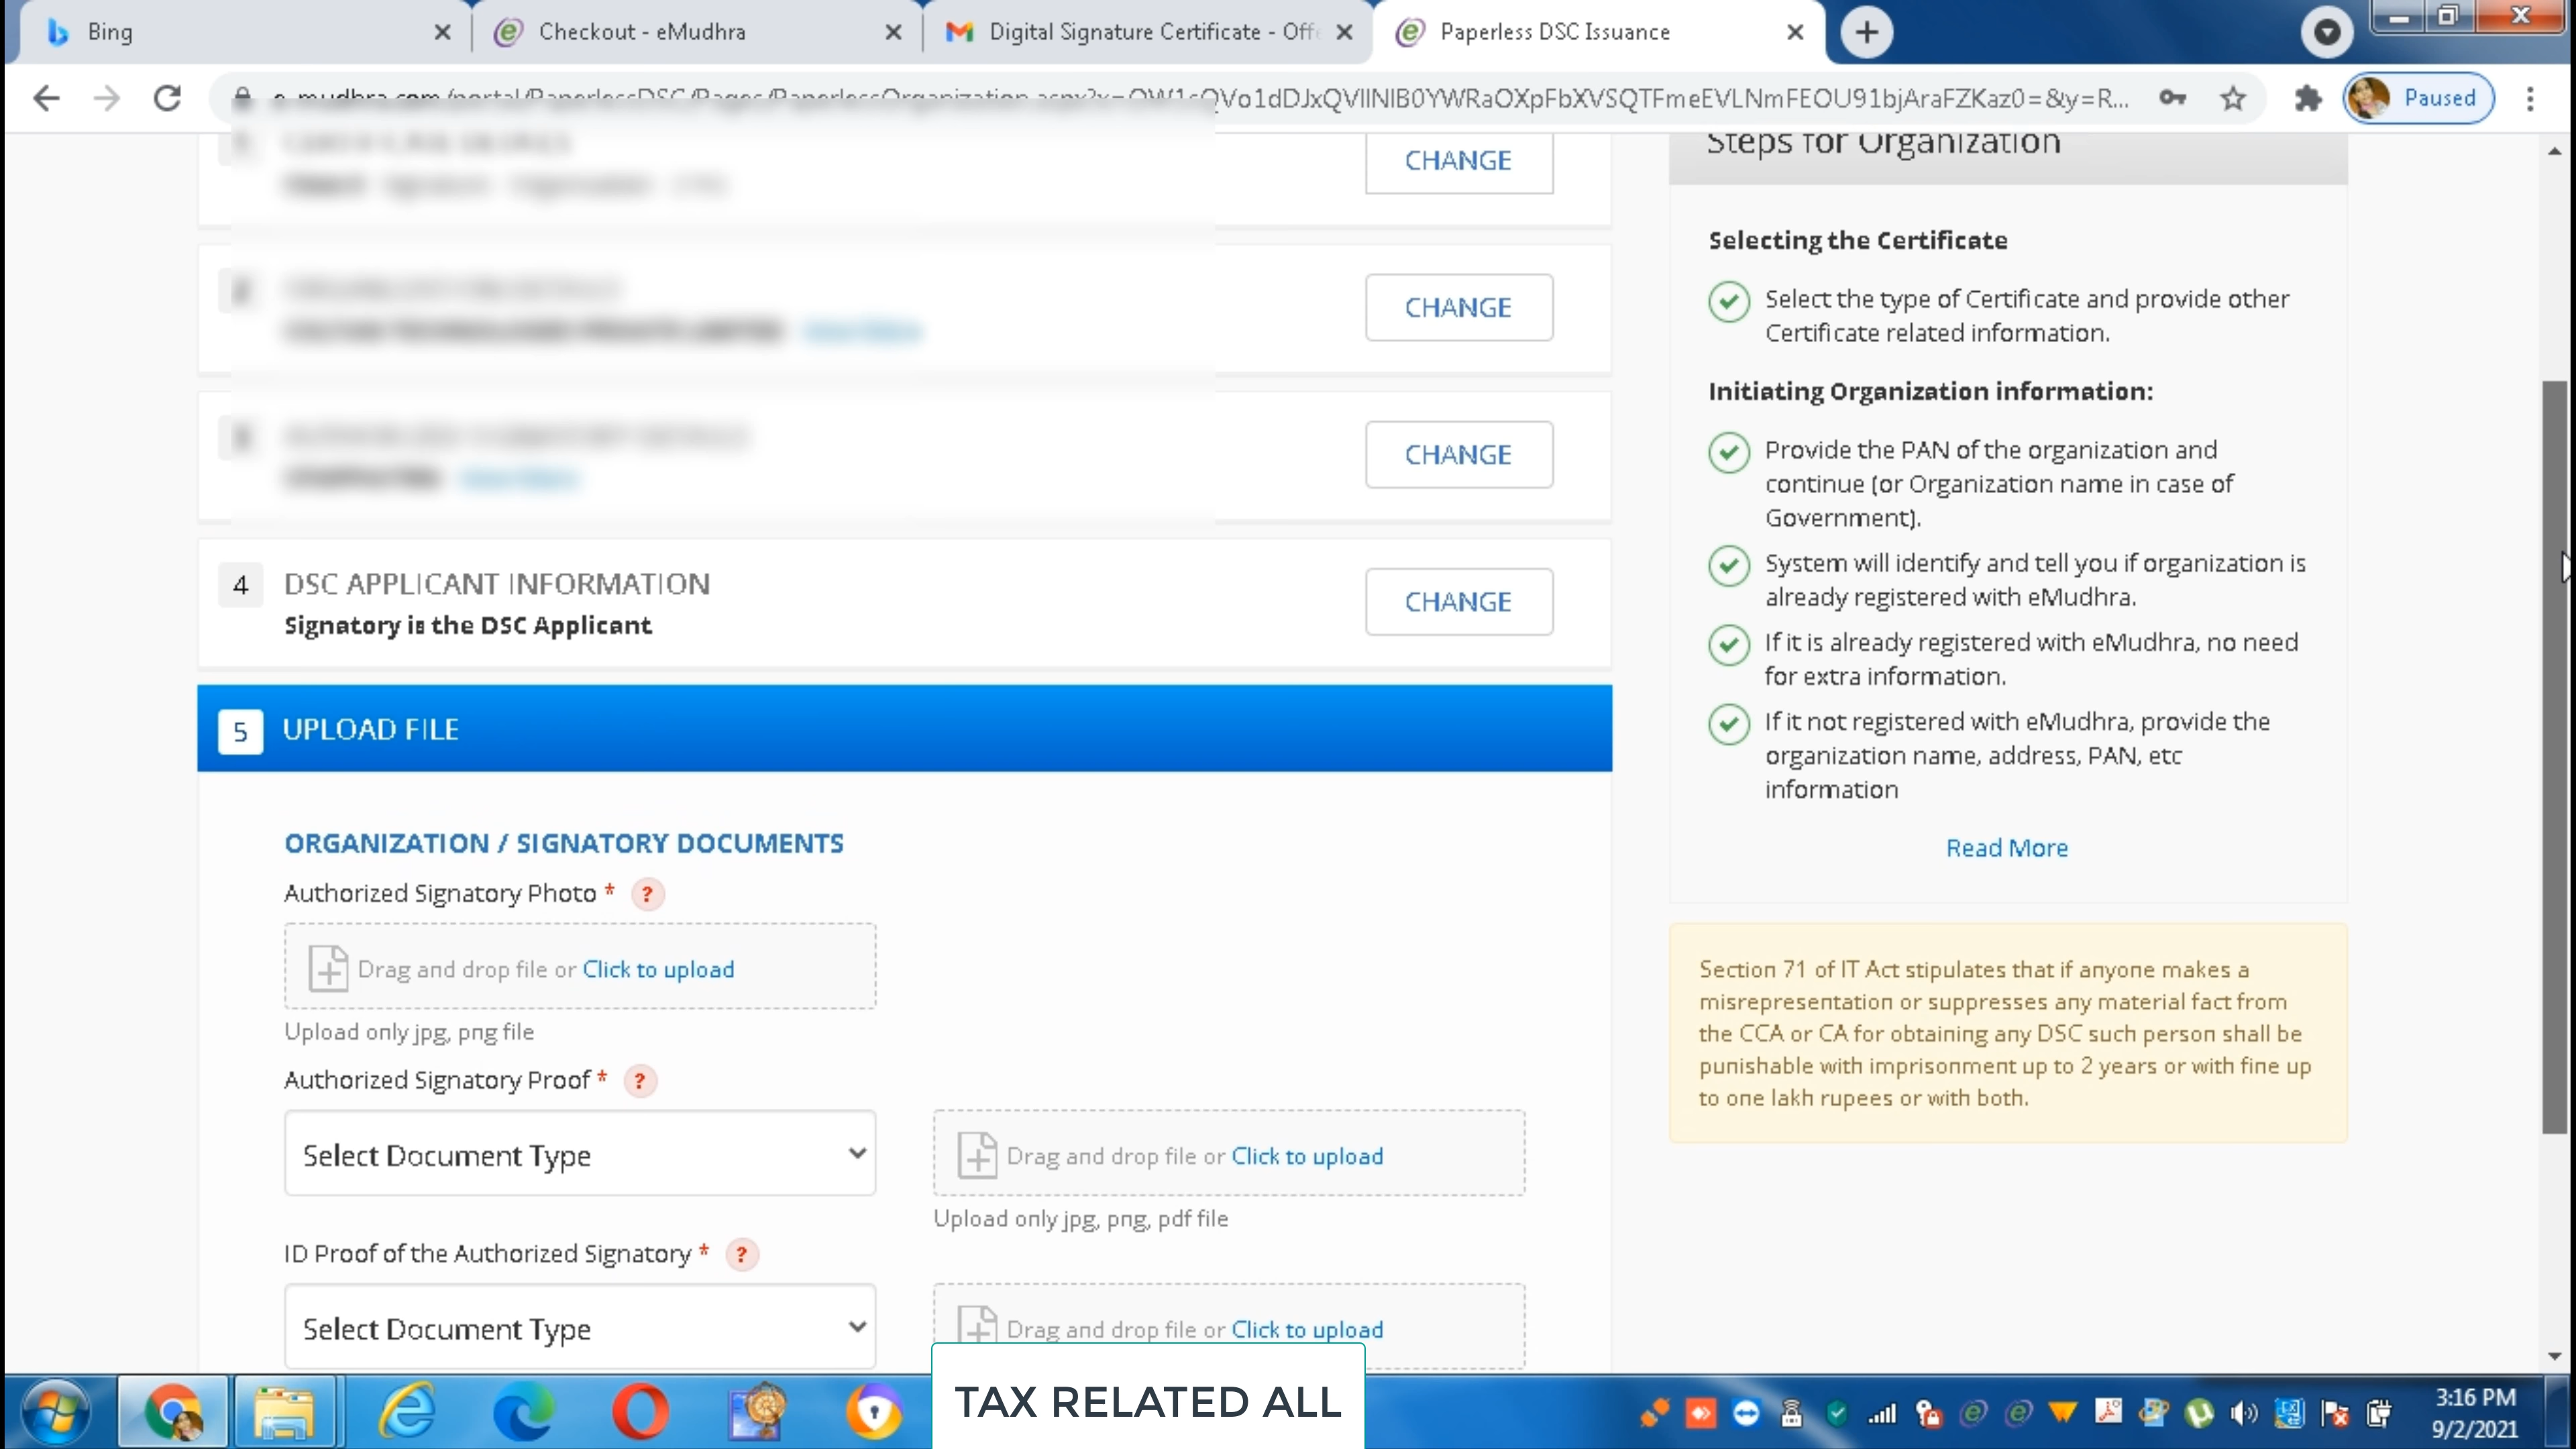 Bing
Checkout - eMudhra
Digital Signature Certificate - Off
Paperless DSC Issuance
Paused
CHANGE
CHANGE
CHANGE
4 DSC APPLICANT INFORMATION
Signatory is the DSC Applicant
CHANGE
5 UPLOAD FILE
ORGANIZATION / SIGNATORY DOCUMENTS
Authorized Signatory Photo * ?
Drag and drop file or Click to upload
Upload only jpg, png file
Authorized Signatory Proof * ?
Select Document Type
Drag and drop file or Click to upload
Upload only jpg, png, pdf file
ID Proof of the Authorized Signatory * ?
Select Document Type
Drag and drop file or Click to upload
Steps for Organization
Selecting the Certificate
Select the type of Certificate and provide other
Certificate related information.
Initiating Organization information:
Provide the PAN of the organization and
continue (or Organization name in case of
Government).
System will identify and tell you if organization is
already registered with eMudhra.
If it is already registered with eMudhra, no need
for extra information.
If it not registered with eMudhra, provide the
organization name, address, PAN, etc
information
Read More
Section 71 of IT Act stipulates that if anyone makes a
misrepresentation or suppresses any material fact from
the CCA or CA for obtaining any DSC such person shall be
punishable with imprisonment up to 2 years or with fine up
to one lakh rupees or with both.
TAX RELATED ALL
3:16 PM
9/2/2021